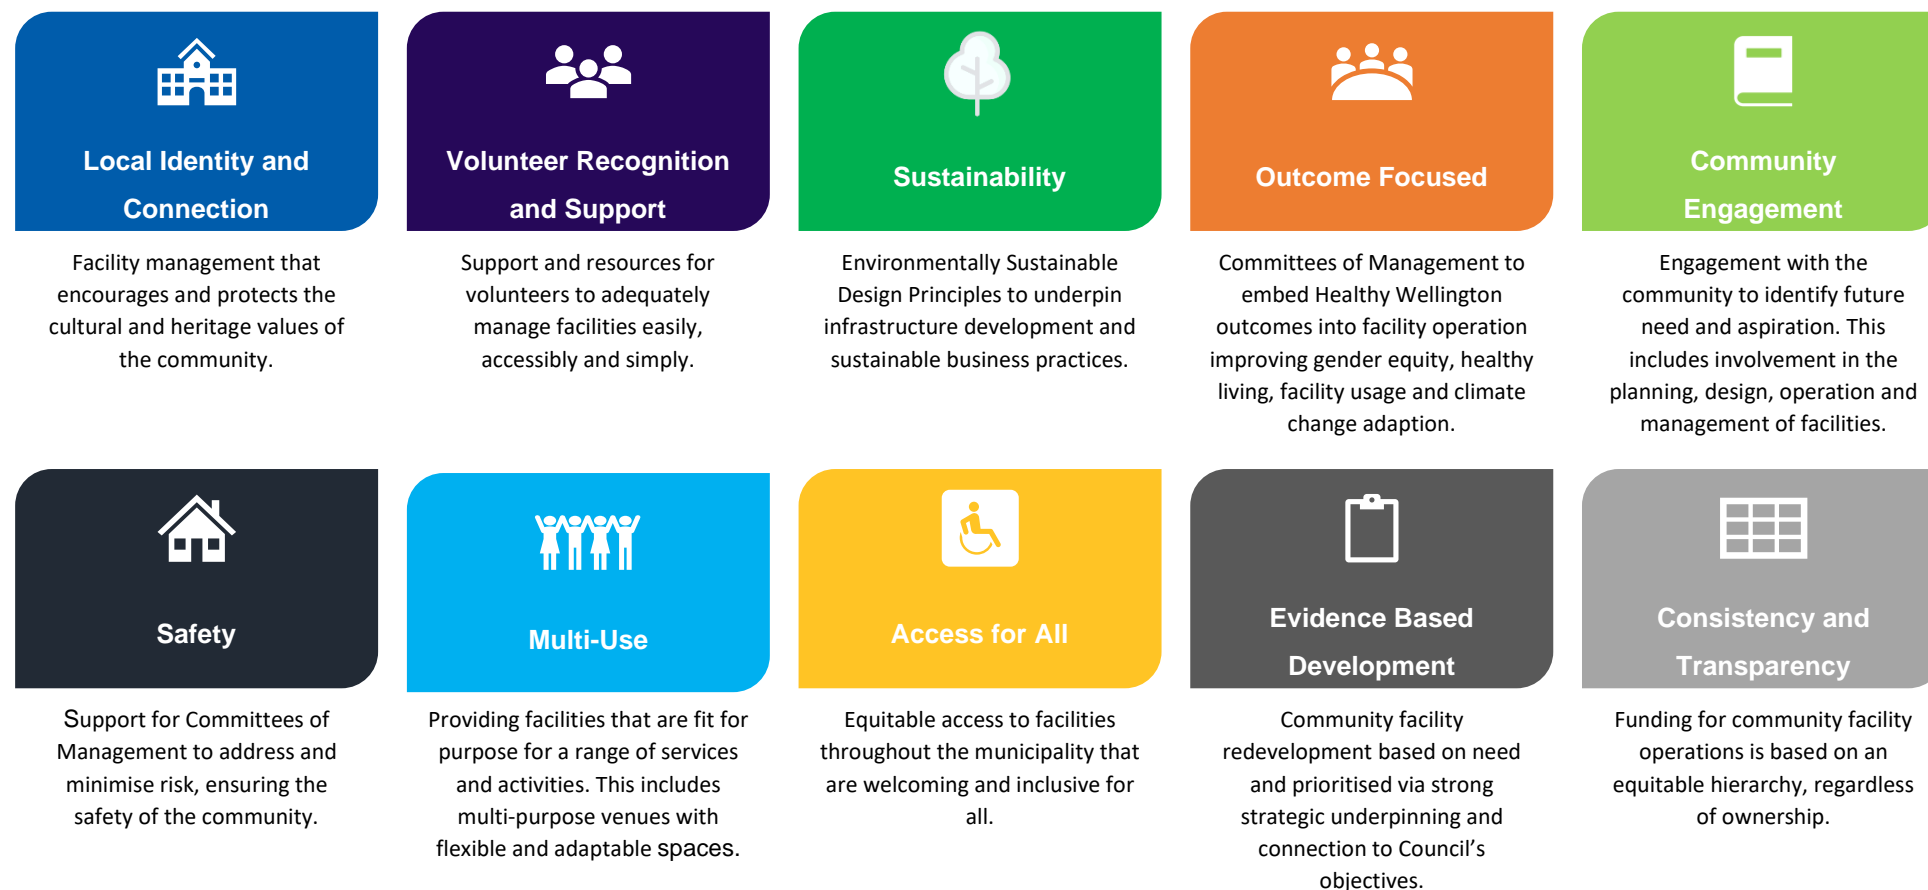 Local Identity and
Connection
Facility management that
encourages and protects the
cultural and heritage values of
the community.
Volunteer Recognition
and Support
Support and resources for
volunteers to adequately
manage facilities easily,
accessibly and simply.
Sustainability
Environmentally Sustainable
Design Principles to underpin
infrastructure development and
sustainable business practices.
Outcome Focused
Committees of Management to
embed Healthy Wellington
outcomes into facility operation
improving gender equity, healthy
living, facility usage and climate
change adaption.
Community
Engagement
Engagement with the
community to identify future
need and aspiration. This
includes involvement in the
planning, design, operation and
management of facilities.
Safety
Support for Committees of
Management to address and
minimise risk, ensuring the
safety of the community.
Multi-Use
Providing facilities that are fit for
purpose for a range of services
and activities. This includes
multi-purpose venues with
flexible and adaptable spaces.
Access for All
Equitable access to facilities
throughout the municipality that
are welcoming and inclusive for
all.
Evidence Based
Development
Community facility
redevelopment based on need
and prioritised via strong
strategic underpinning and
connection to Council’s
objectives.
Consistency and
Transparency
Funding for community facility
operations is based on an
equitable hierarchy, regardless
of ownership.